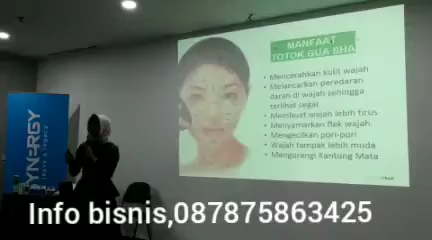 MANFAAT
TOTOK GUA SHA
• Mencerahkan kulit wajah
• Melancarkan peredaran
darah di wajah sehingga
terlihat segar
• Membuat wajah lebih tirus
• Menyamarkan flek wajah
• Mengecilkan pori-pori
• Wajah tampak lebih muda
• Mengurangi Kantung Mata
SYNERGY
Info bisnis,087875863425